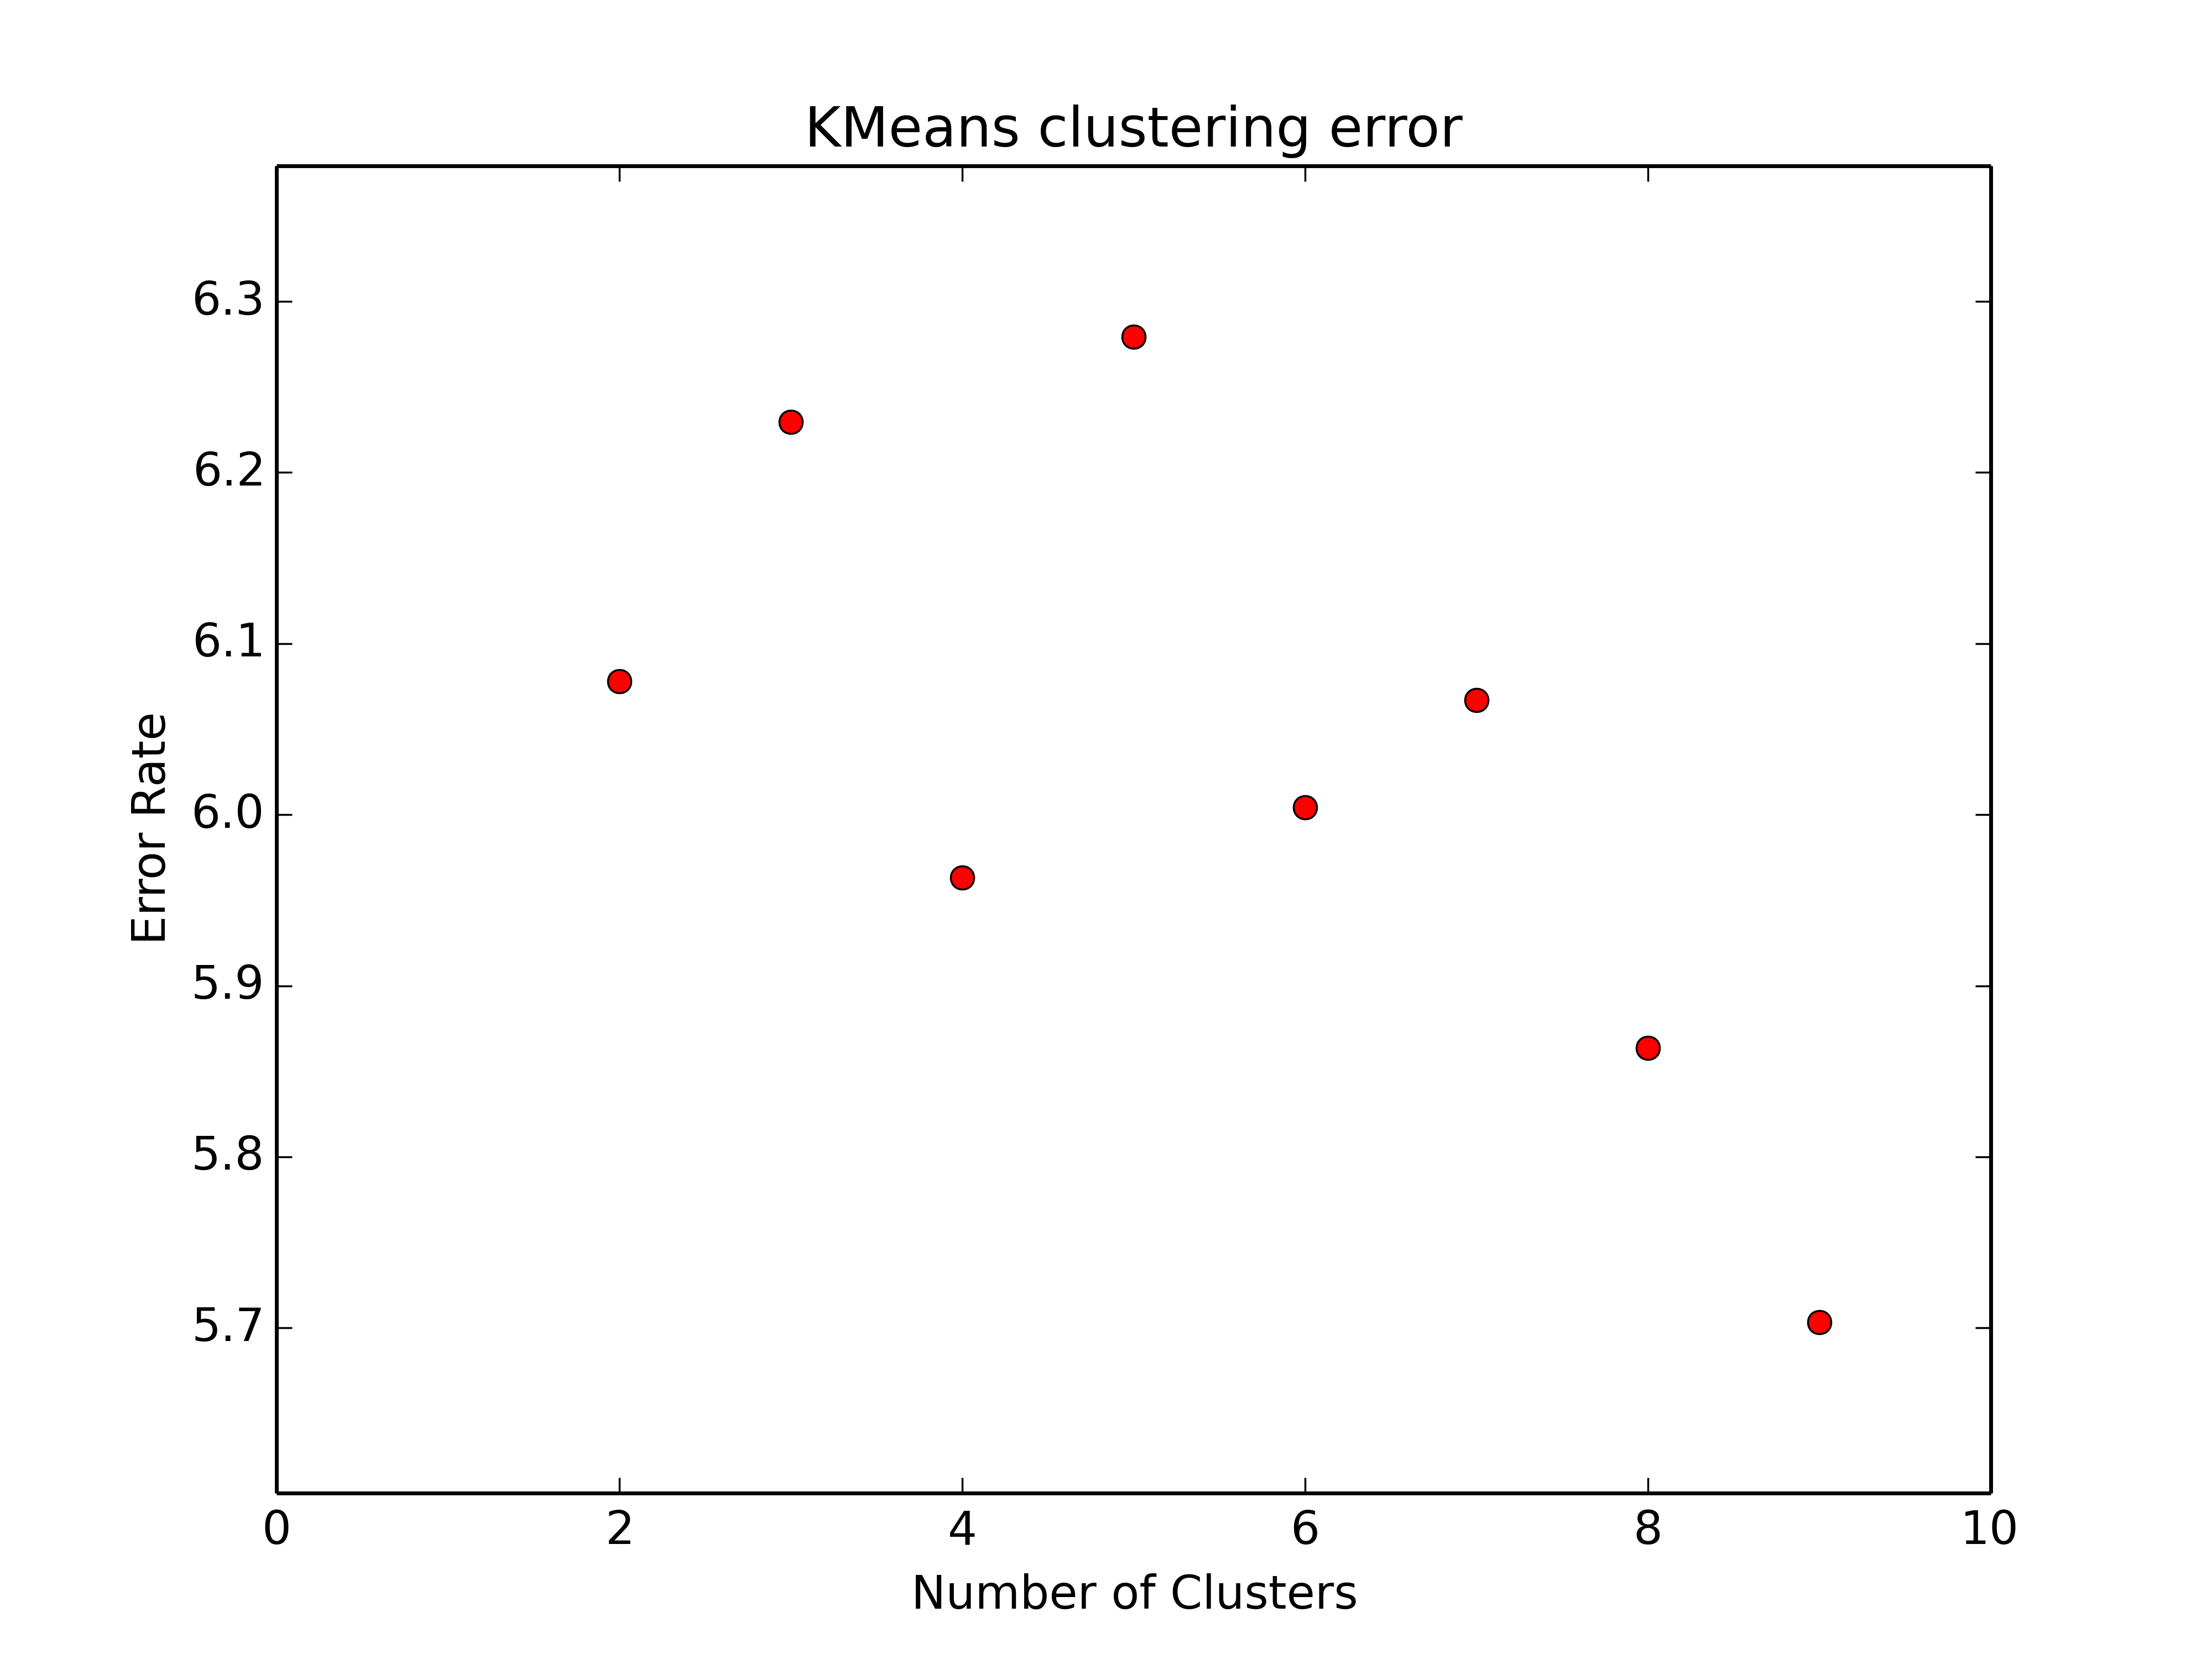 KMeans clustering error
6.3
6.2
6.1
6.0
5.9
5.8
5.7
Error Rate
0 2 4 6 8 10
Number of Clusters